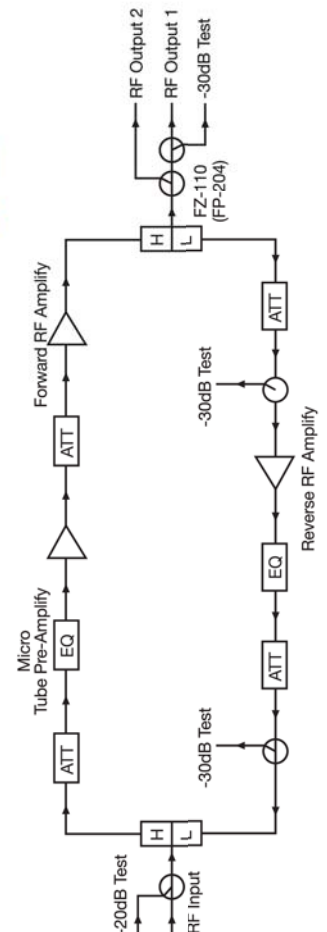 -20dB Test
RF Input
H
L
ATT
Micro
Tube Pre-Amplify
EQ
ATT
Forward RF Amplify
H
L
RF Output 2
RF Output 1
-30dB Test
FZ-110
(FP-204)
ATT
-30dB Test
Reverse RF Amplify
EQ
ATT
-30dB Test